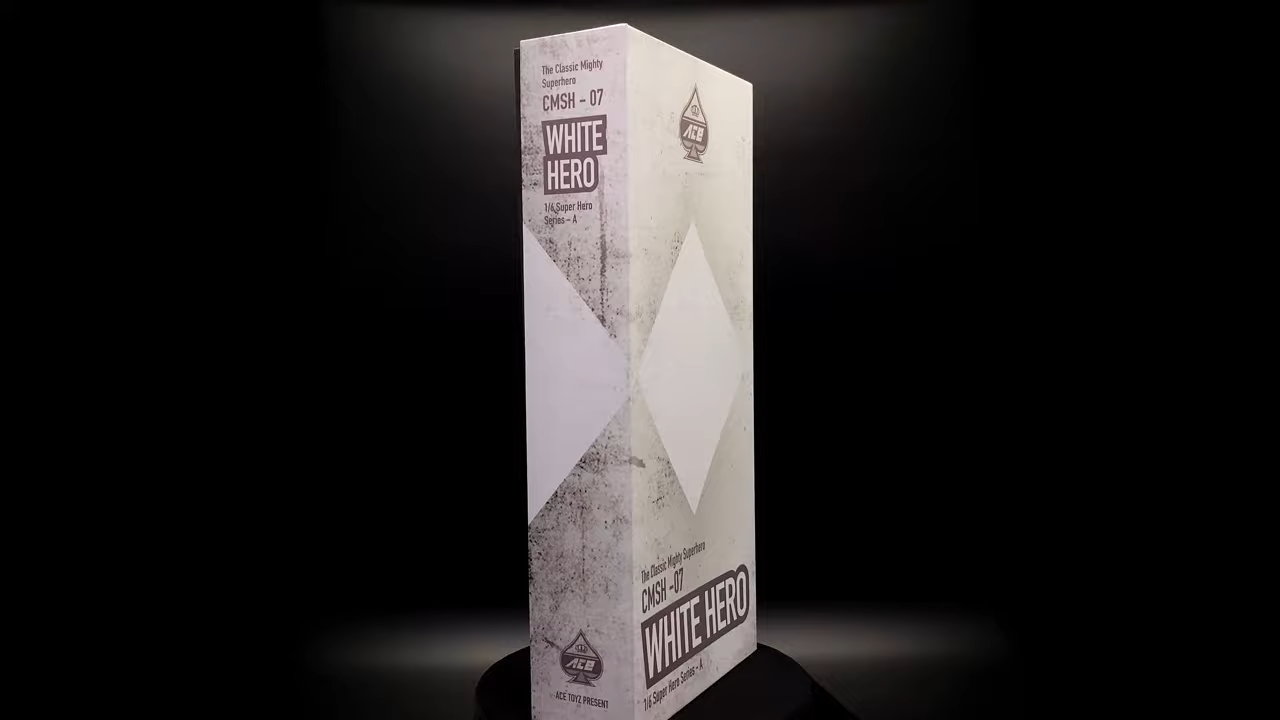 The Classic Mighty
Superhero
CMSH - 07
WHITE
HERO
1/6 Super Hero
Series – A
ACE
ACE TOYZ PRESENT
ACE
The Classic Mighty Superhero
CMSH -07
WHITE HERO
1/6 Super Hero Series – A